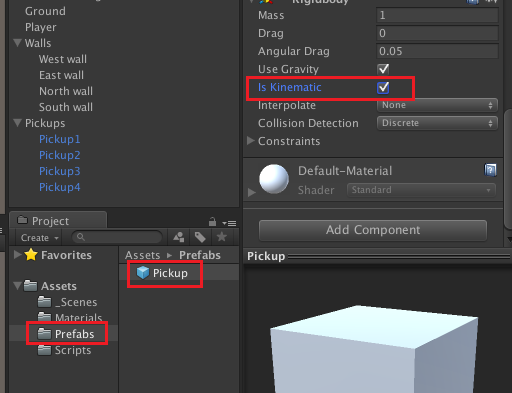 Ground
Player
Walls
West wall
East wall
North wall
South wall
Pickups
Pickup1
Pickup2
Pickup3
Pickup4
Rigidbody
Mass 1
Drag 0
Angular Drag 0.05
Use Gravity
Is Kinematic
Interpolate None
Collision Detection Discrete
Constraints
Default-Material
Shader Standard
Add Component
Project
Create
Favorites
Assets
_Scenes
Materials
Prefabs
Scripts
Assets Prefabs
Pickup
Pickup